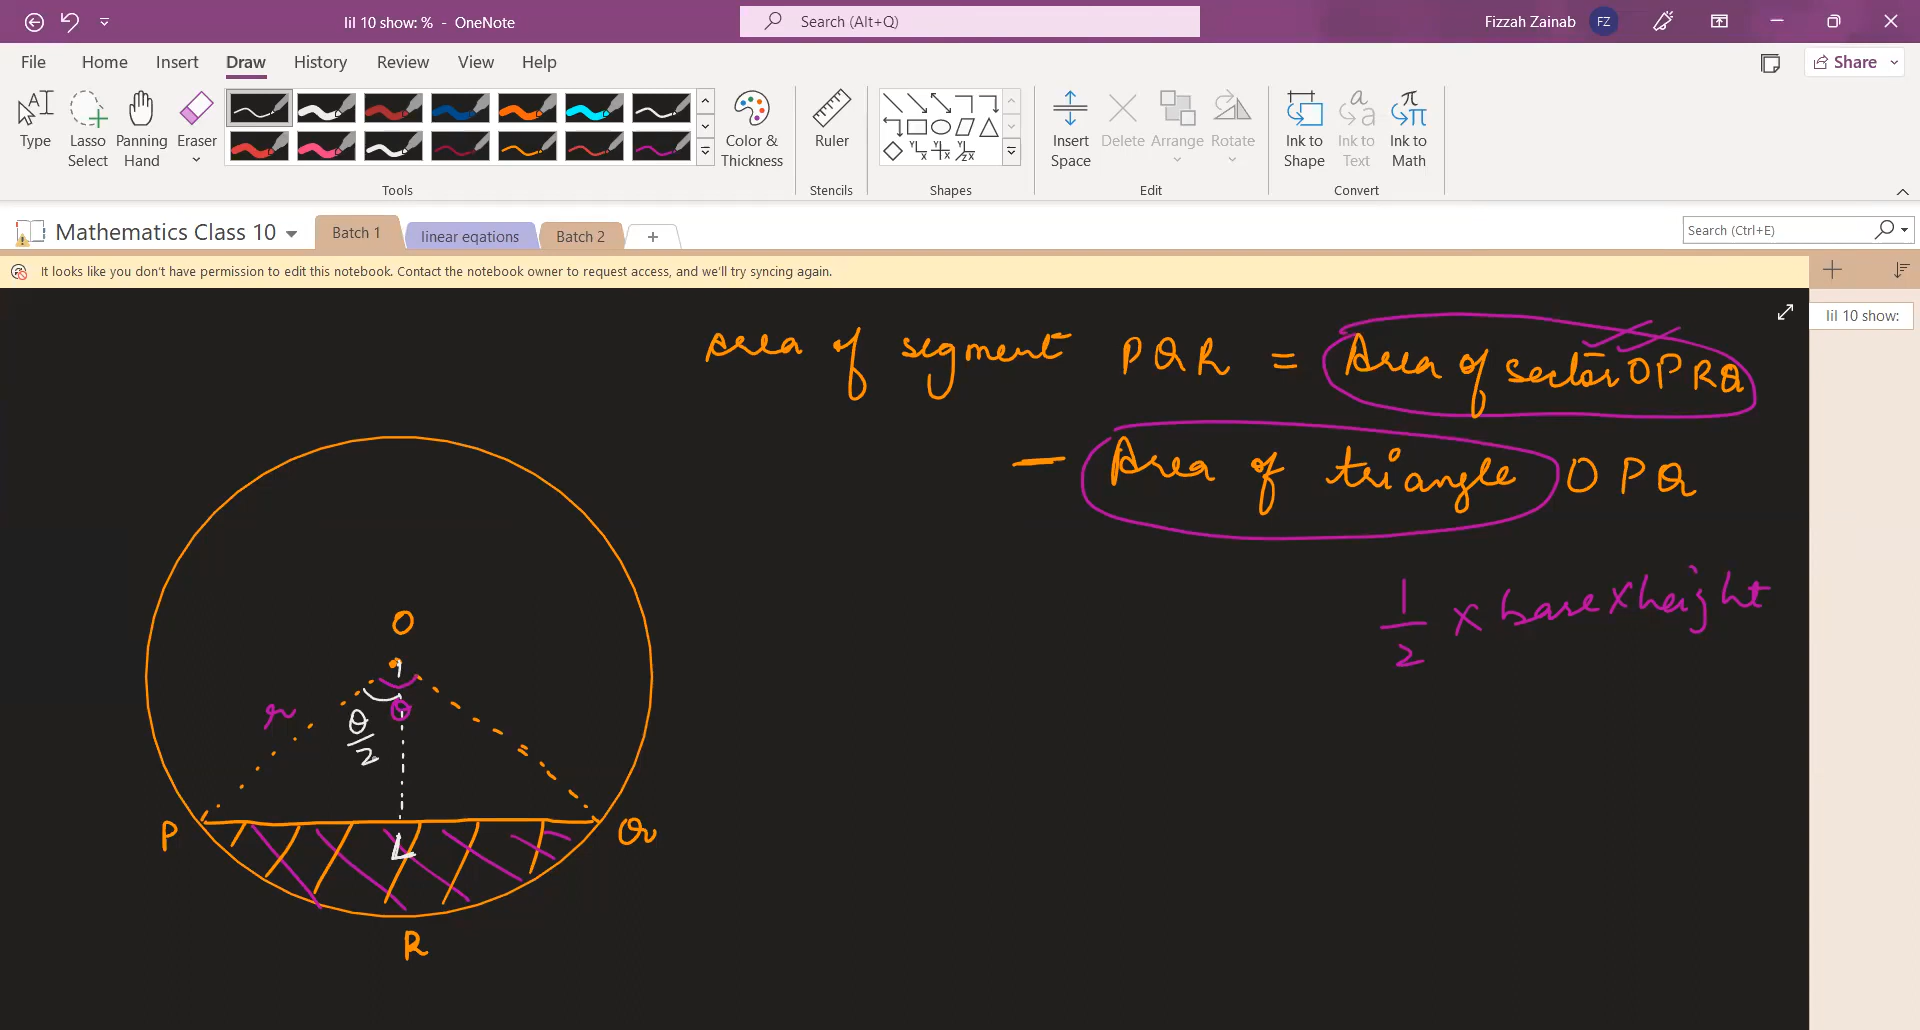 lil 10 show: % - OneNote
Search (Alt+Q)
Fizzah Zainab
FZ
File Home Insert Draw History Review View Help
Share
Type
Lasso Select
Panning Hand
Eraser
Color & Thickness
Ruler
Insert Space
Delete
Arrange
Rotate
Ink to Shape
Ink to Text
Ink to Math
Tools
Stencils
Shapes
Edit
Convert
Mathematics Class 10
Batch 1
linear eqations
Batch 2
Search (Ctrl+E)
It looks like you don't have permission to edit this notebook. Contact the notebook owner to request access, and we'll try syncing again.
lil 10 show:
Area of segment PQR = Area of sector OPRQ
- Area of triangle OPQ
1/2 × base × height
O
r
θ
θ/2
P
L
Q
R